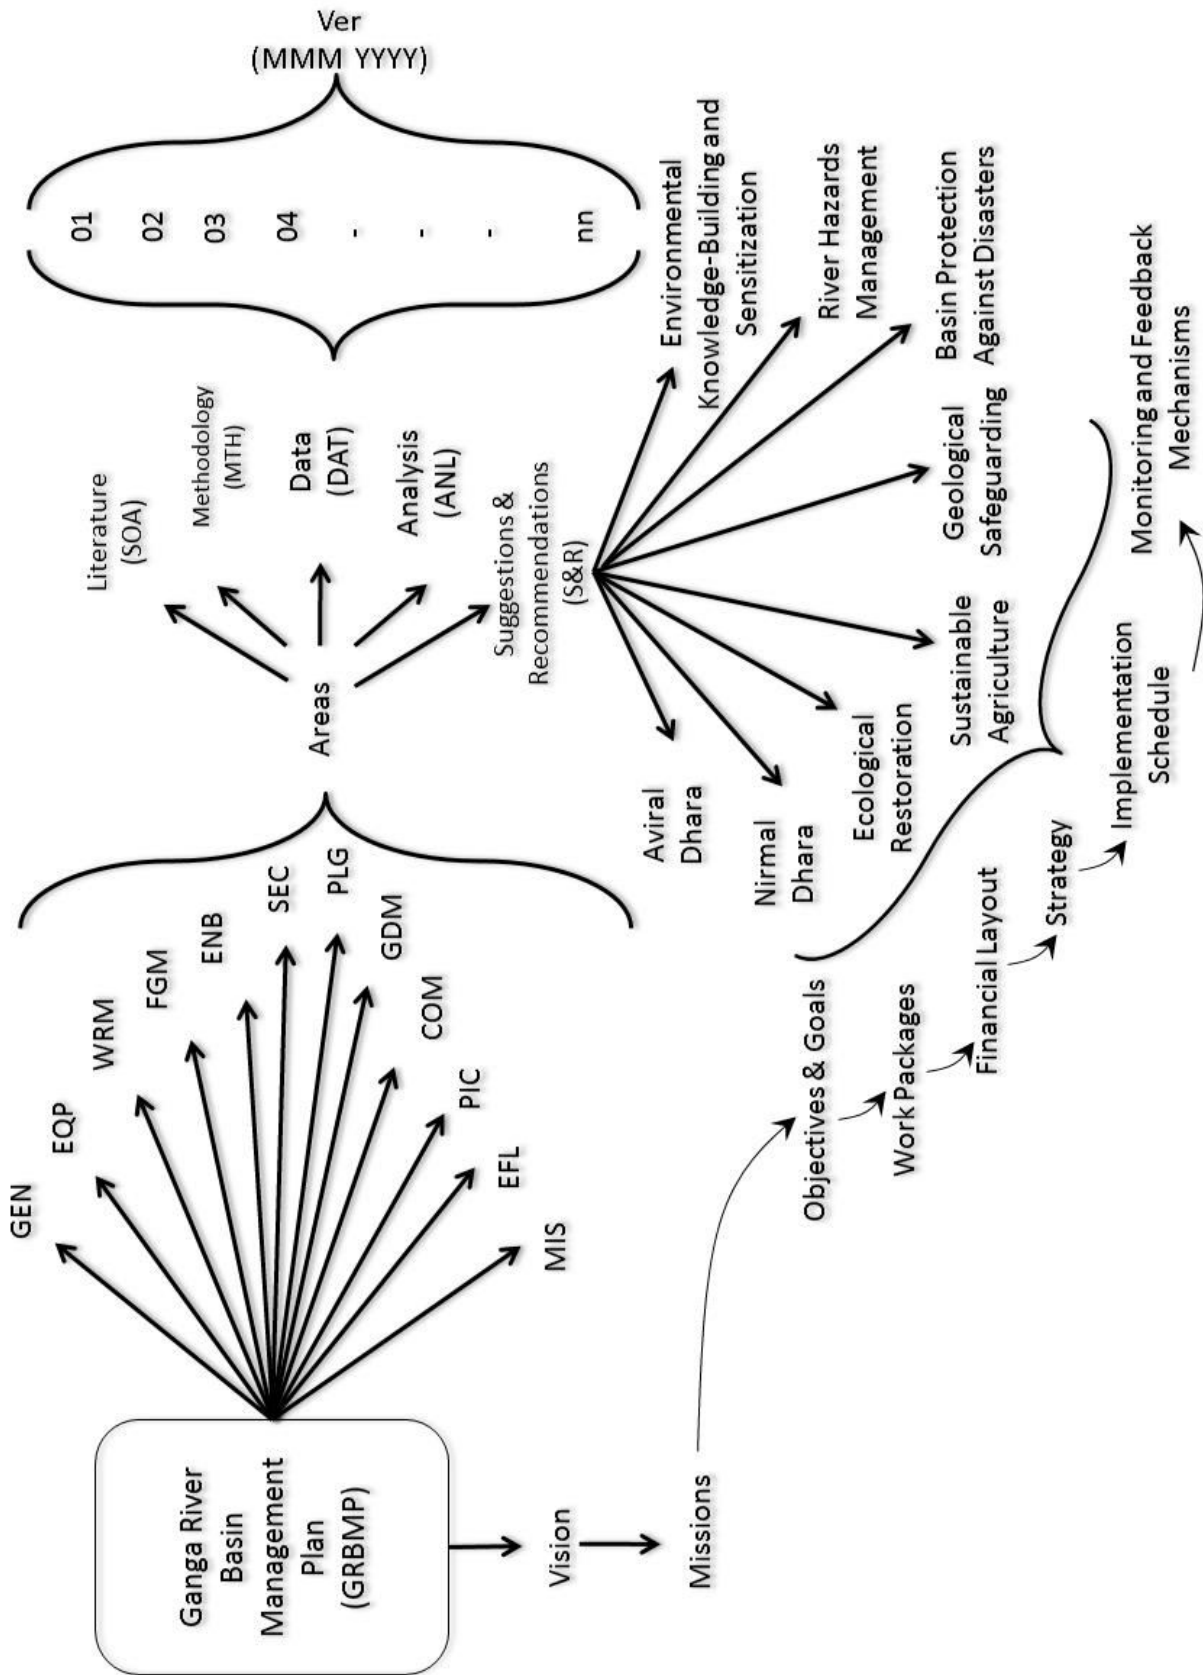 Ganga River
Basin
Management
Plan
(GRBMP)
GEN
EQP
WRM
FGM
ENB
SEC
PLG
GDM
COM
PIC
EFL
MIS
Areas
Literature
(SOA)
Methodology
(MTH)
Data
(DAT)
Analysis
(ANL)
Suggestions &
Recommendations
(S&R)
01
02
03
04
-
-
-
nn
Ver
(MMM YYYY)
Aviral
Dhara
Nirmal
Dhara
Ecological
Restoration
Sustainable
Agriculture
Geological
Safeguarding
Basin Protection
Against Disasters
River Hazards
Management
Environmental
Knowledge-Building and
Sensitization
Vision
Missions
Objectives & Goals
Work Packages
Financial Layout
Strategy
Implementation
Schedule
Monitoring and Feedback
Mechanisms